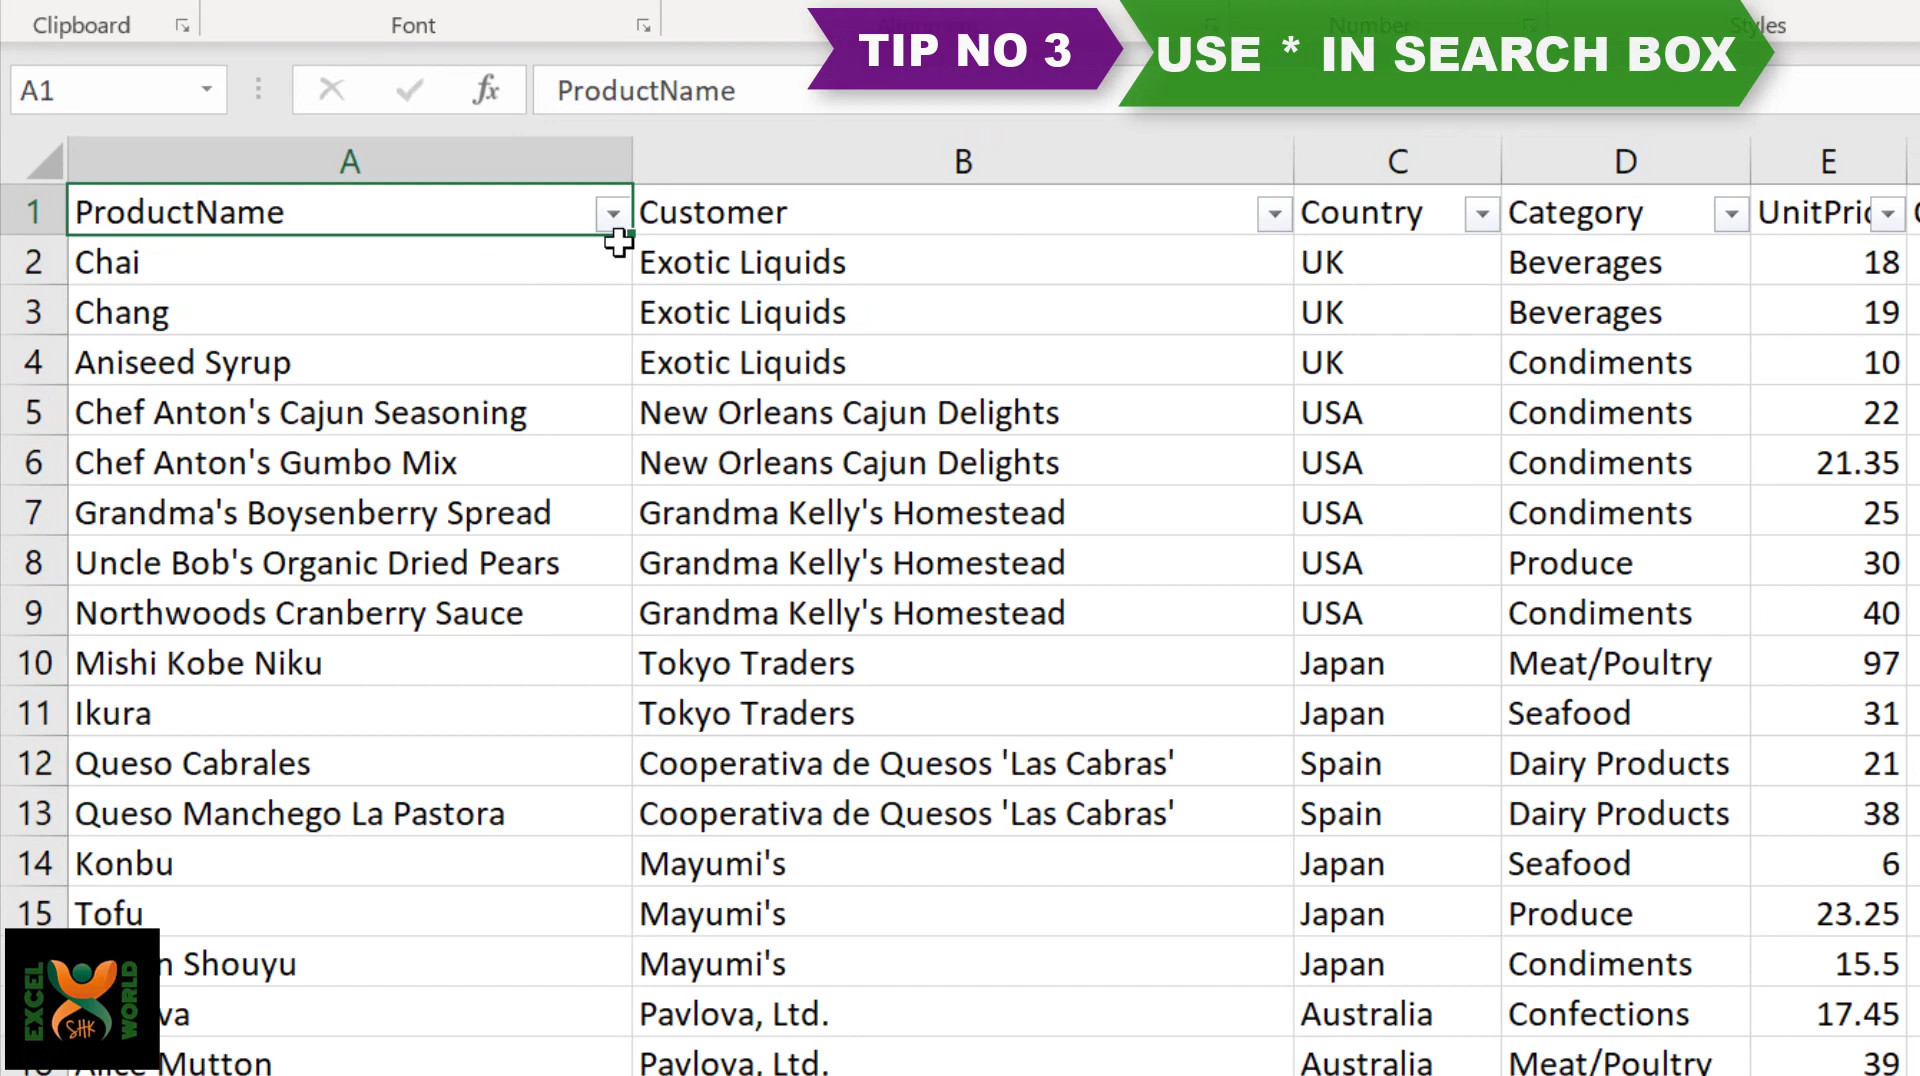 Clipboard Font Alignment Number Styles
TIP NO 3 USE * IN SEARCH BOX
A1 fx ProductName
A B C D E
1 ProductName Customer Country Category UnitPric
2 Chai Exotic Liquids UK Beverages 18
3 Chang Exotic Liquids UK Beverages 19
4 Aniseed Syrup Exotic Liquids UK Condiments 10
5 Chef Anton's Cajun Seasoning New Orleans Cajun Delights USA Condiments 22
6 Chef Anton's Gumbo Mix New Orleans Cajun Delights USA Condiments 21.35
7 Grandma's Boysenberry Spread Grandma Kelly's Homestead USA Condiments 25
8 Uncle Bob's Organic Dried Pears Grandma Kelly's Homestead USA Produce 30
9 Northwoods Cranberry Sauce Grandma Kelly's Homestead USA Condiments 40
10 Mishi Kobe Niku Tokyo Traders Japan Meat/Poultry 97
11 Ikura Tokyo Traders Japan Seafood 31
12 Queso Cabrales Cooperativa de Quesos 'Las Cabras' Spain Dairy Products 21
13 Queso Manchego La Pastora Cooperativa de Quesos 'Las Cabras' Spain Dairy Products 38
14 Konbu Mayumi's Japan Seafood 6
15 Tofu Mayumi's Japan Produce 23.25
n Shouyu Mayumi's Japan Condiments 15.5
va Pavlova, Ltd. Australia Confections 17.45
Mutton Pavlova, Ltd. Australia Meat/Poultry 39
EXCEL SHK WORLD